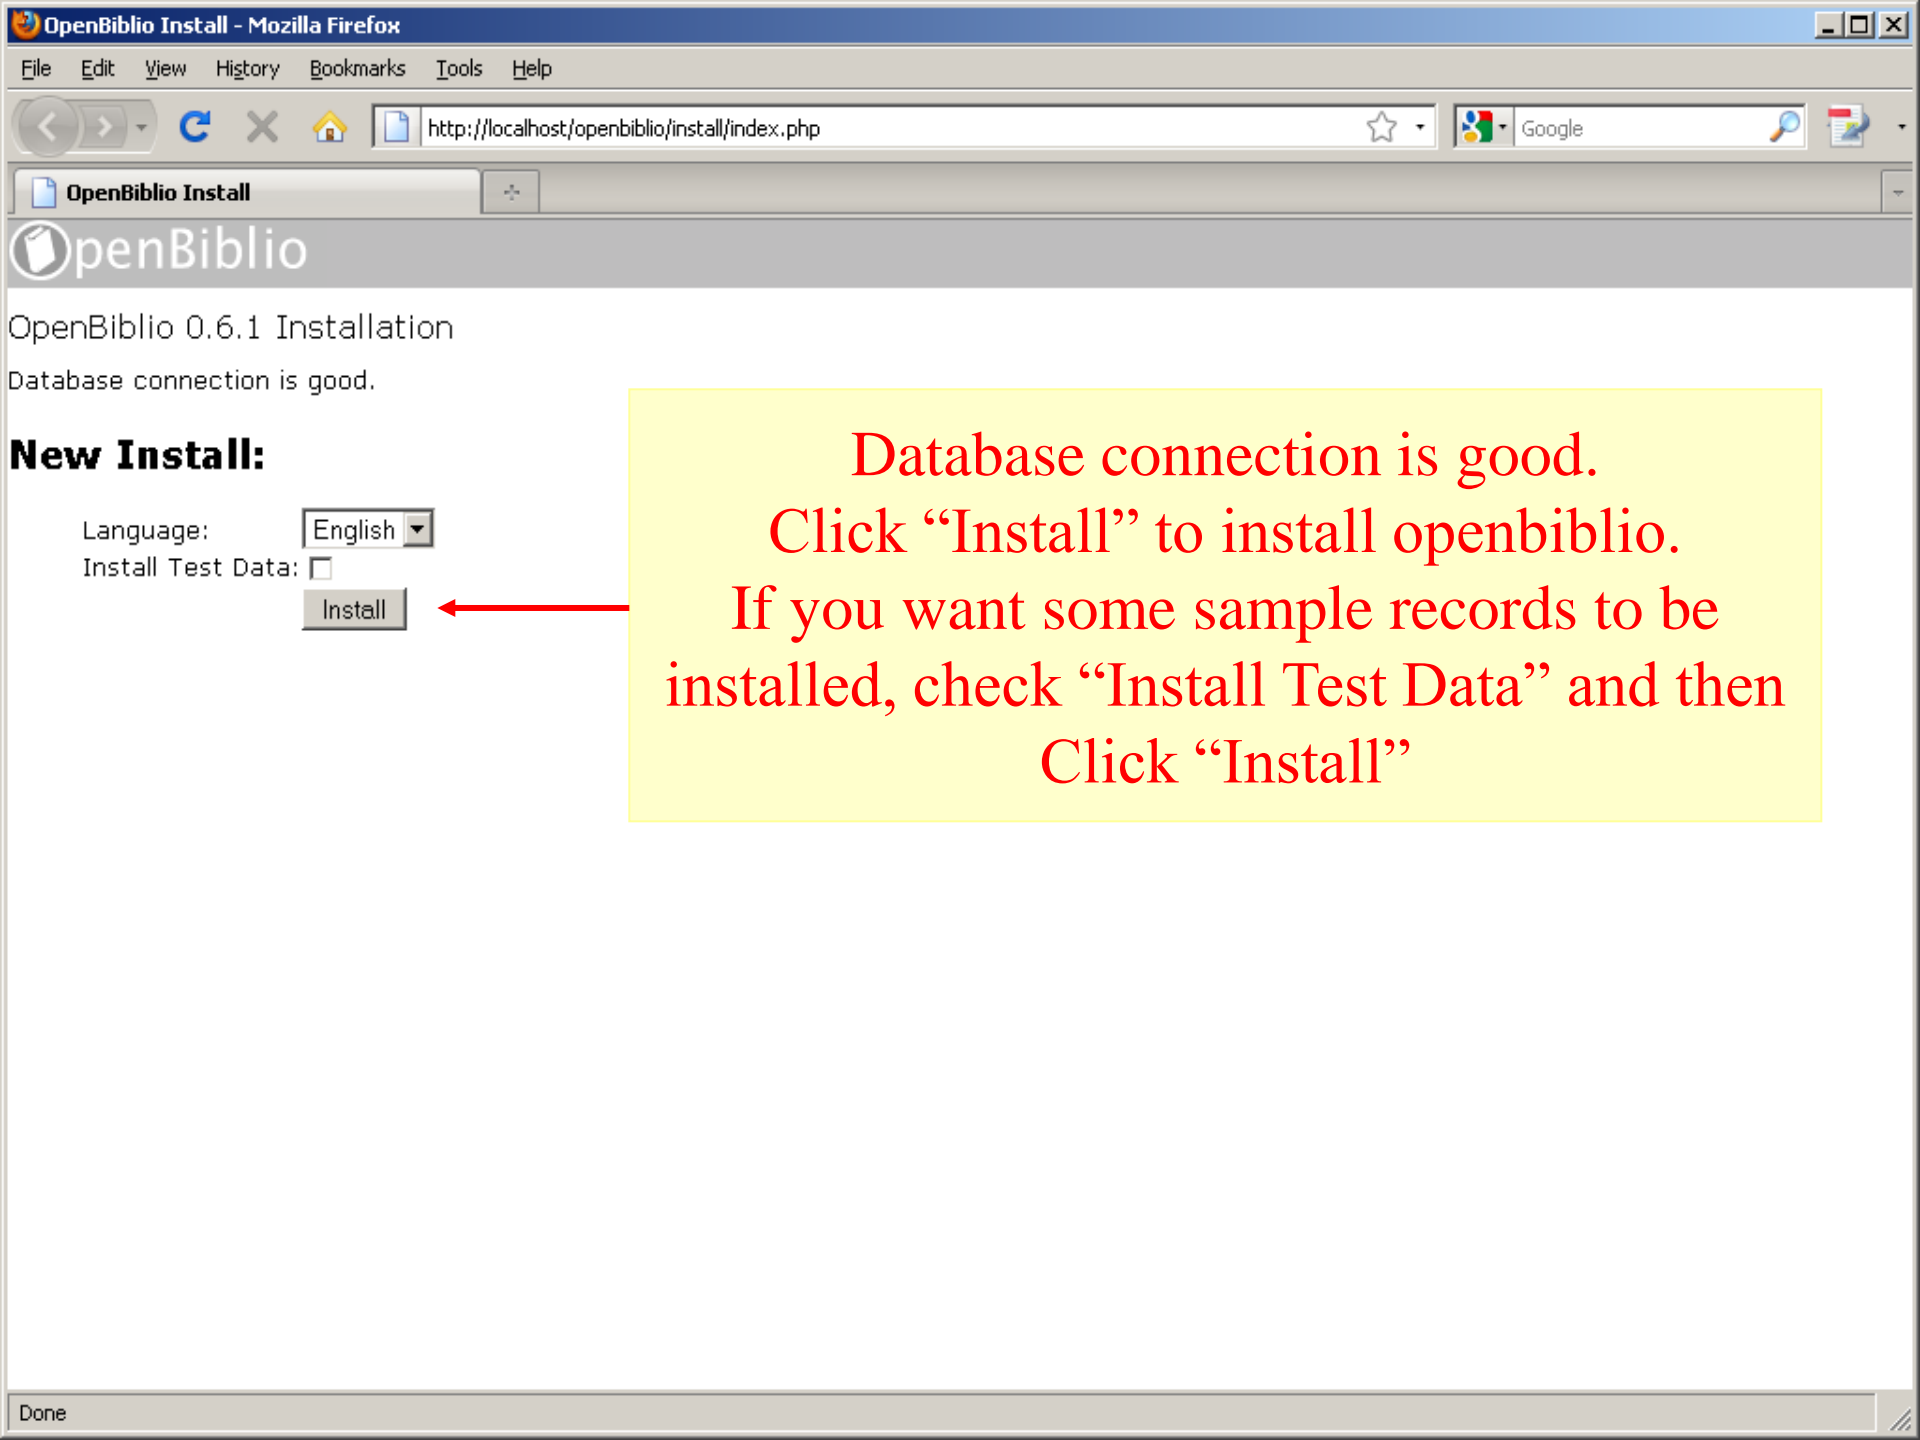 OpenBiblio Install - Mozilla Firefox
File Edit View History Bookmarks Tools Help
http://localhost/openbiblio/install/index.php Google
OpenBiblio Install
OpenBiblio
OpenBiblio 0.6.1 Installation
Database connection is good.
New Install:
Language: English
Install Test Data:
Install
Database connection is good.
Click “Install” to install openbiblio.
If you want some sample records to be
installed, check “Install Test Data” and then
Click “Install”
Done